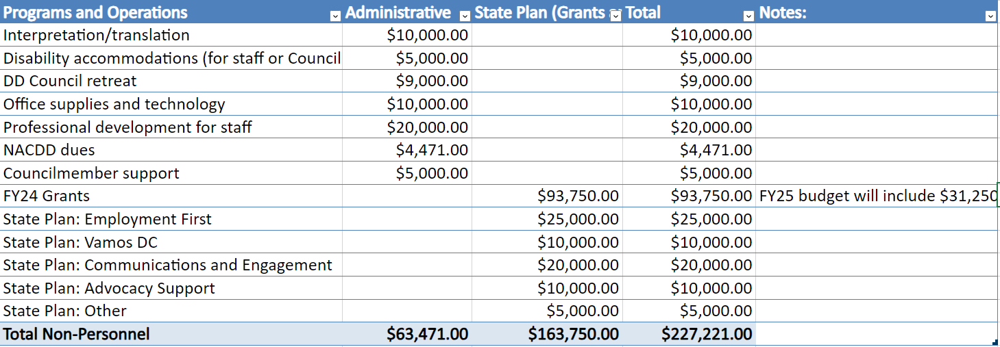 Programs and Operations Administrative State Plan (Grants Total Notes:
Interpretation/translation $10,000.00 $10,000.00
Disability accommodations (for staff or Council $5,000.00 $5,000.00
DD Council retreat $9,000.00 $9,000.00
Office supplies and technology $10,000.00 $10,000.00
Professional development for staff $20,000.00 $20,000.00
NACDD dues $4,471.00 $4,471.00
Councilmember support $5,000.00 $5,000.00
FY24 Grants $93,750.00 $93,750.00 FY25 budget will include $31,250
State Plan: Employment First $25,000.00 $25,000.00
State Plan: Vamos DC $10,000.00 $10,000.00
State Plan: Communications and Engagement $20,000.00 $20,000.00
State Plan: Advocacy Support $10,000.00 $10,000.00
State Plan: Other $5,000.00 $5,000.00
Total Non-Personnel $63,471.00 $163,750.00 $227,221.00